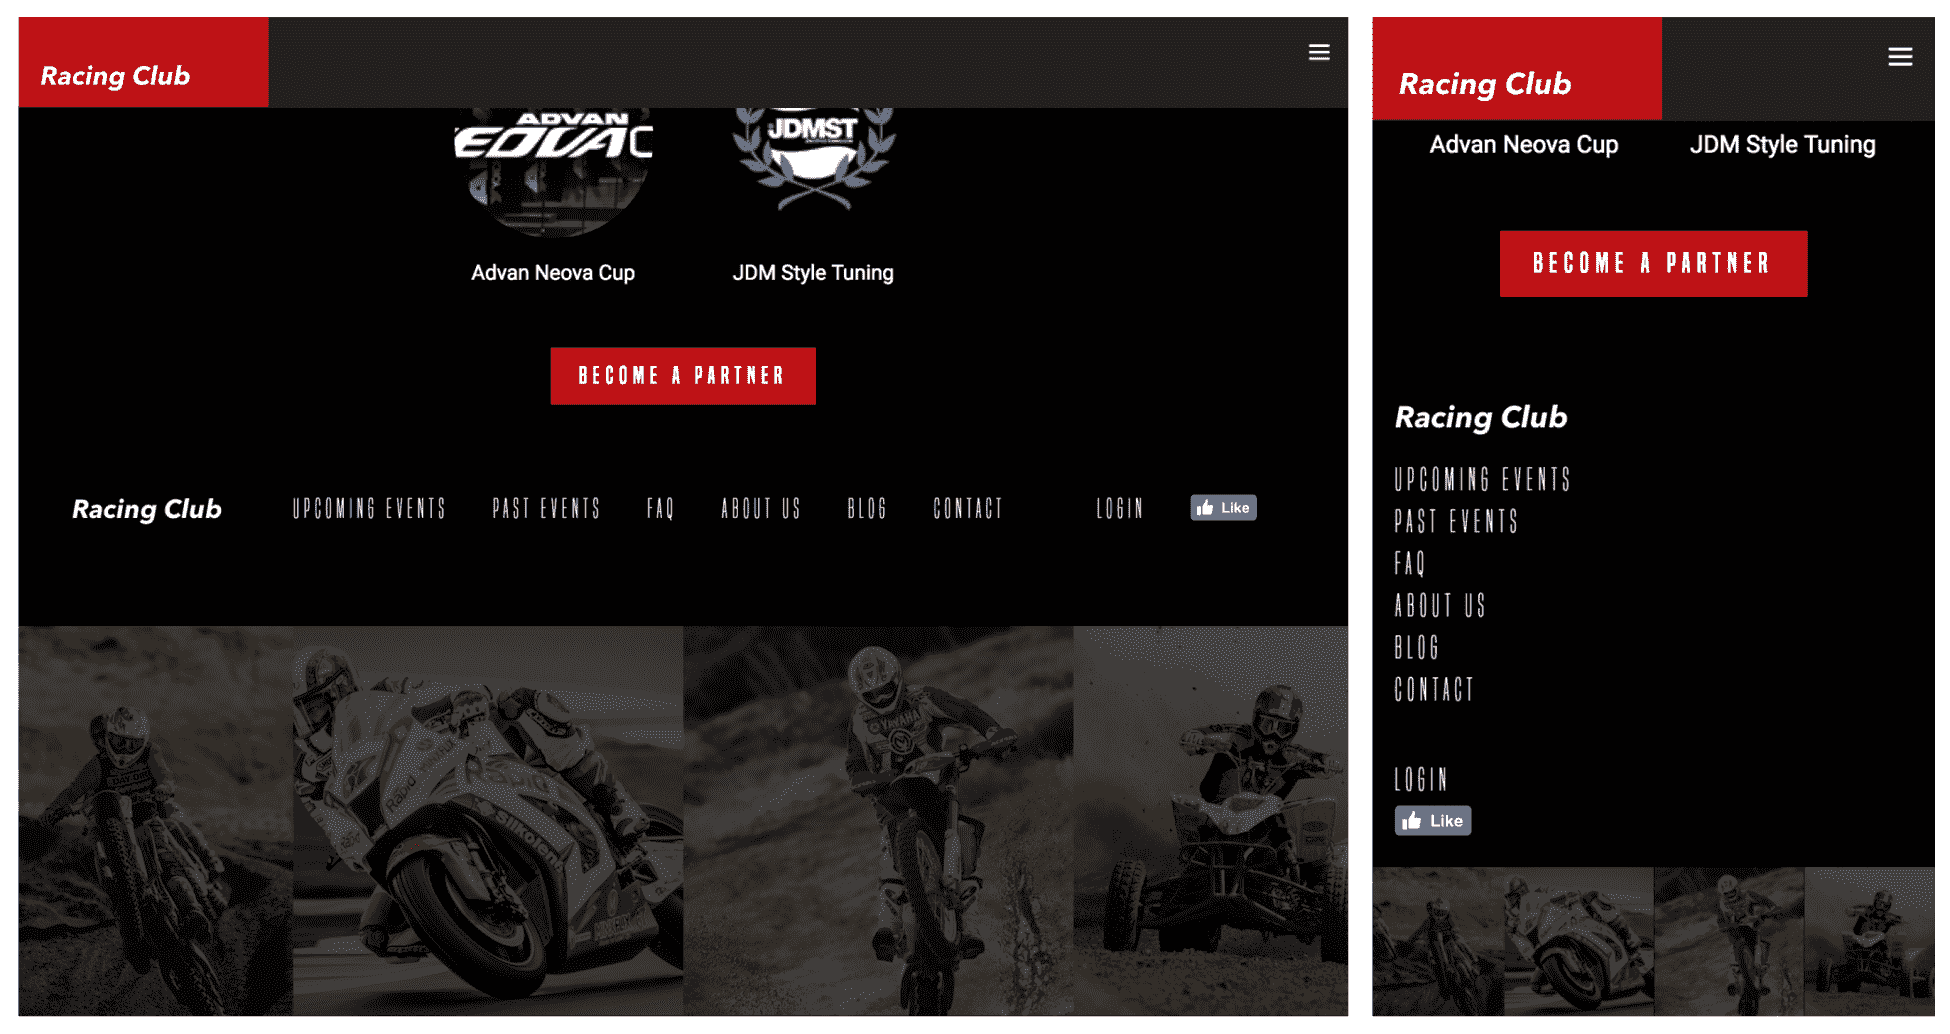 Racing Club
ADVAN
JDMST
Advan Neova Cup JDM Style Tuning
BECOME A PARTNER
Racing Club UPCOMING EVENTS PAST EVENTS FAQ ABOUT US BLOG CONTACT LOGIN Like
YAMAHA
Silkolene
Racing Club
Advan Neova Cup JDM Style Tuning
BECOME A PARTNER
Racing Club
UPCOMING EVENTS
PAST EVENTS
FAQ
ABOUT US
BLOG
CONTACT
LOGIN
Like